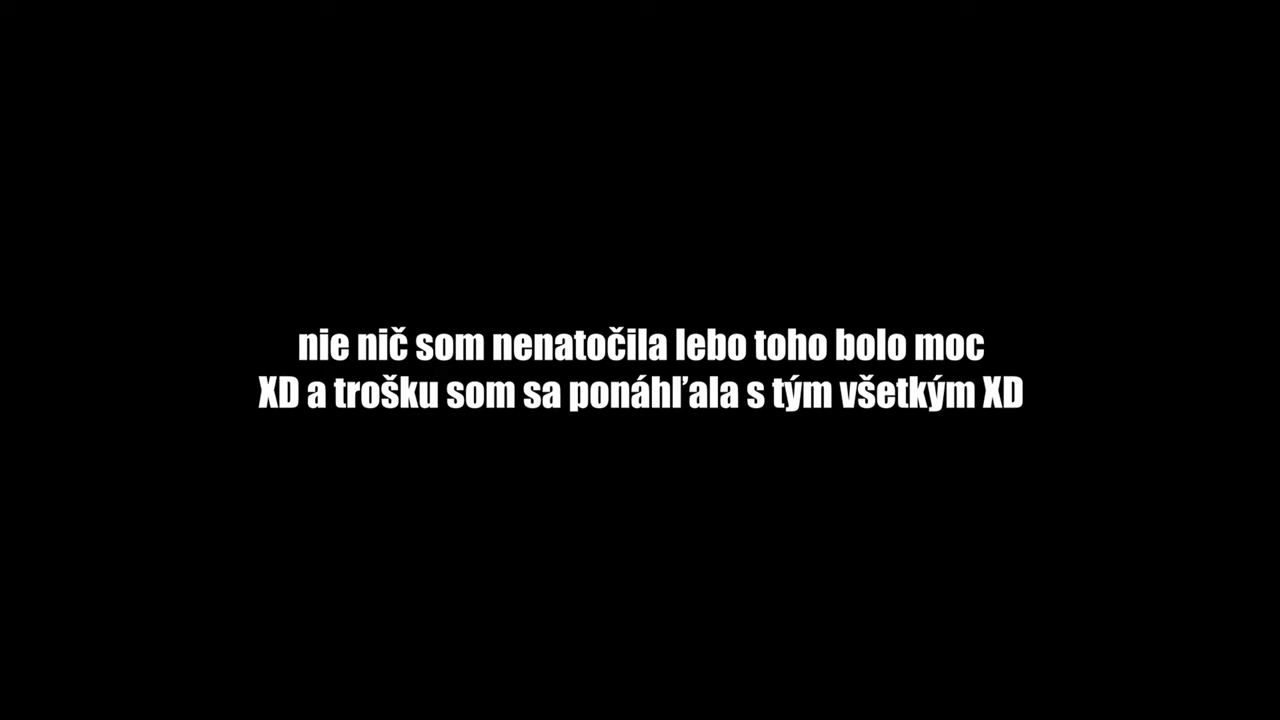 nie nič som nenatočila lebo toho bolo moc
XD a trošku som sa ponáhľala s tým všetkým XD